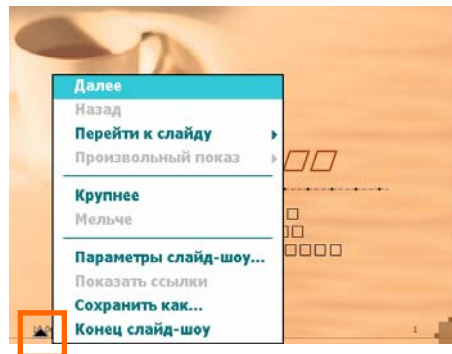 Далее
Назад
Перейти к слайду
Произвольный показ
Крупнее
Мельче
Параметры слайд-шоу...
Показать ссылки
Сохранить как...
Конец слайд-шоу
1